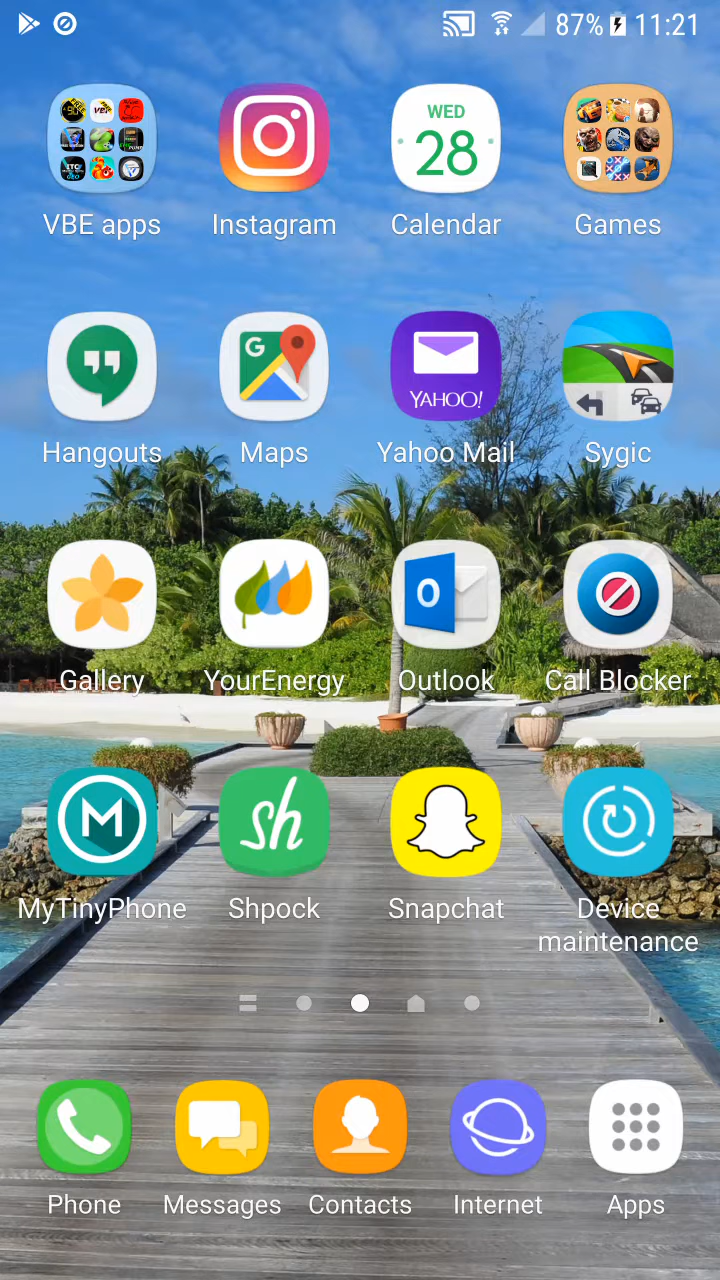 87% 11:21
WED
28
VBE apps Instagram Calendar Games
G
YAHOO!
Hangouts Maps Yahoo Mail Sygic
O
Gallery YourEnergy Outlook Call Blocker
M sh
MyTinyPhone Shpock Snapchat Device
maintenance
Phone Messages Contacts Internet Apps